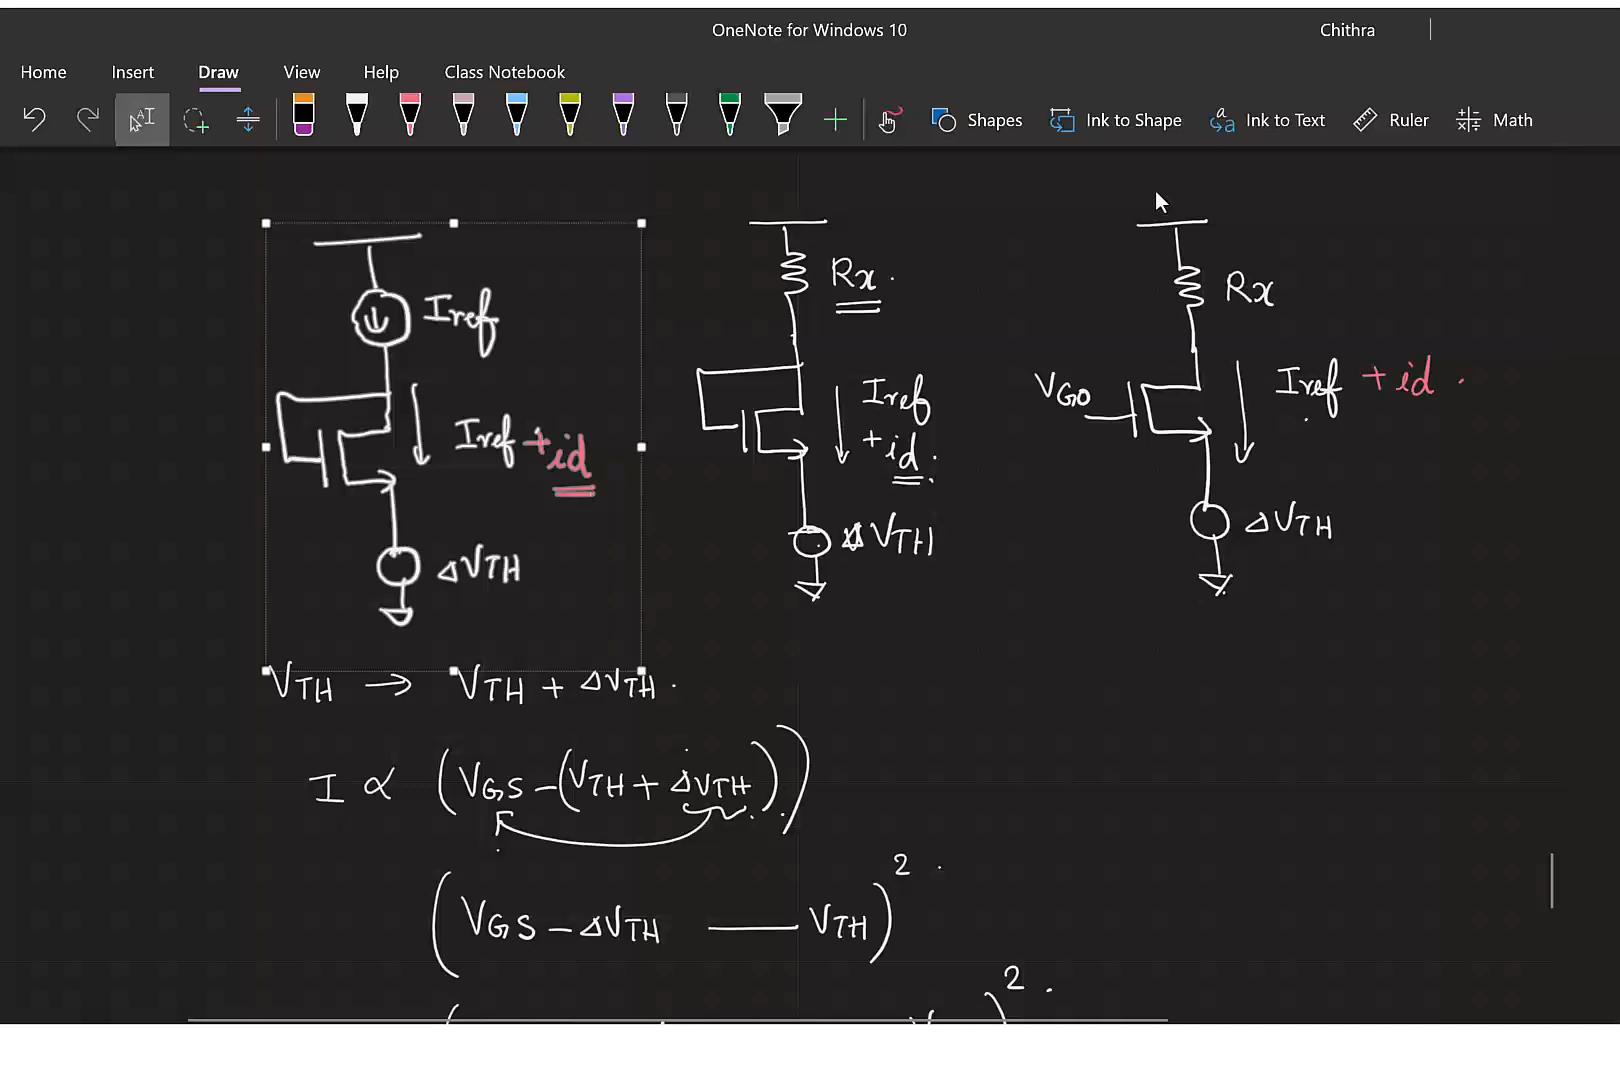 OneNote for Windows 10
Chithra
Home Insert Draw View Help Class Notebook
Shapes Ink to Shape Ink to Text Ruler Math
Iref
Iref + id
ΔVTH
Rx
Iref
+ id
ΔVTH
Rx
VG0
Iref + id
ΔVTH
VTH → VTH + ΔVTH
I ∝ (VGS - (VTH + ΔVTH))
(VGS - ΔVTH — VTH)²
2